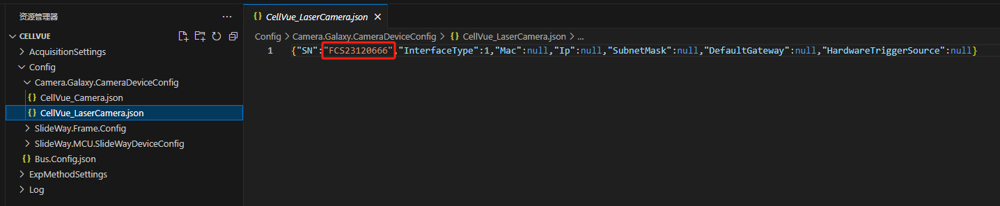 资源管理器
···
CELLVUE
AcquisitionSettings
Config
Camera.Galaxy.CameraDeviceConfig
{} CellVue_Camera.json
{} CellVue_LaserCamera.json
SlideWay.Frame.Config
SlideWay.MCU.SlideWayDeviceConfig
{} Bus.Config.json
ExpMethodSettings
Log
{} CellVue_LaserCamera.json
Config > Camera.Galaxy.CameraDeviceConfig > {} CellVue_LaserCamera.json > ...
1 {"SN":"FCS23120666","InterfaceType":1,"Mac":null,"Ip":null,"SubnetMask":null,"DefaultGateway":null,"HardwareTriggerSource":null}